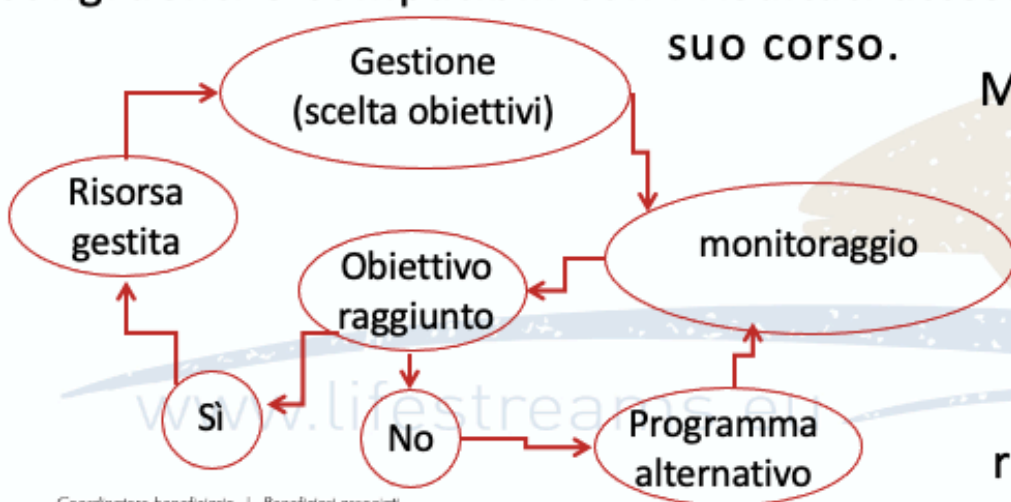 suo corso.
Gestione
(scelta obiettivi)
M
Risorsa
gestita
monitoraggio
Obiettivo
raggiunto
Sì
www.lifestreams.eu
No
Programma
alternativo
r